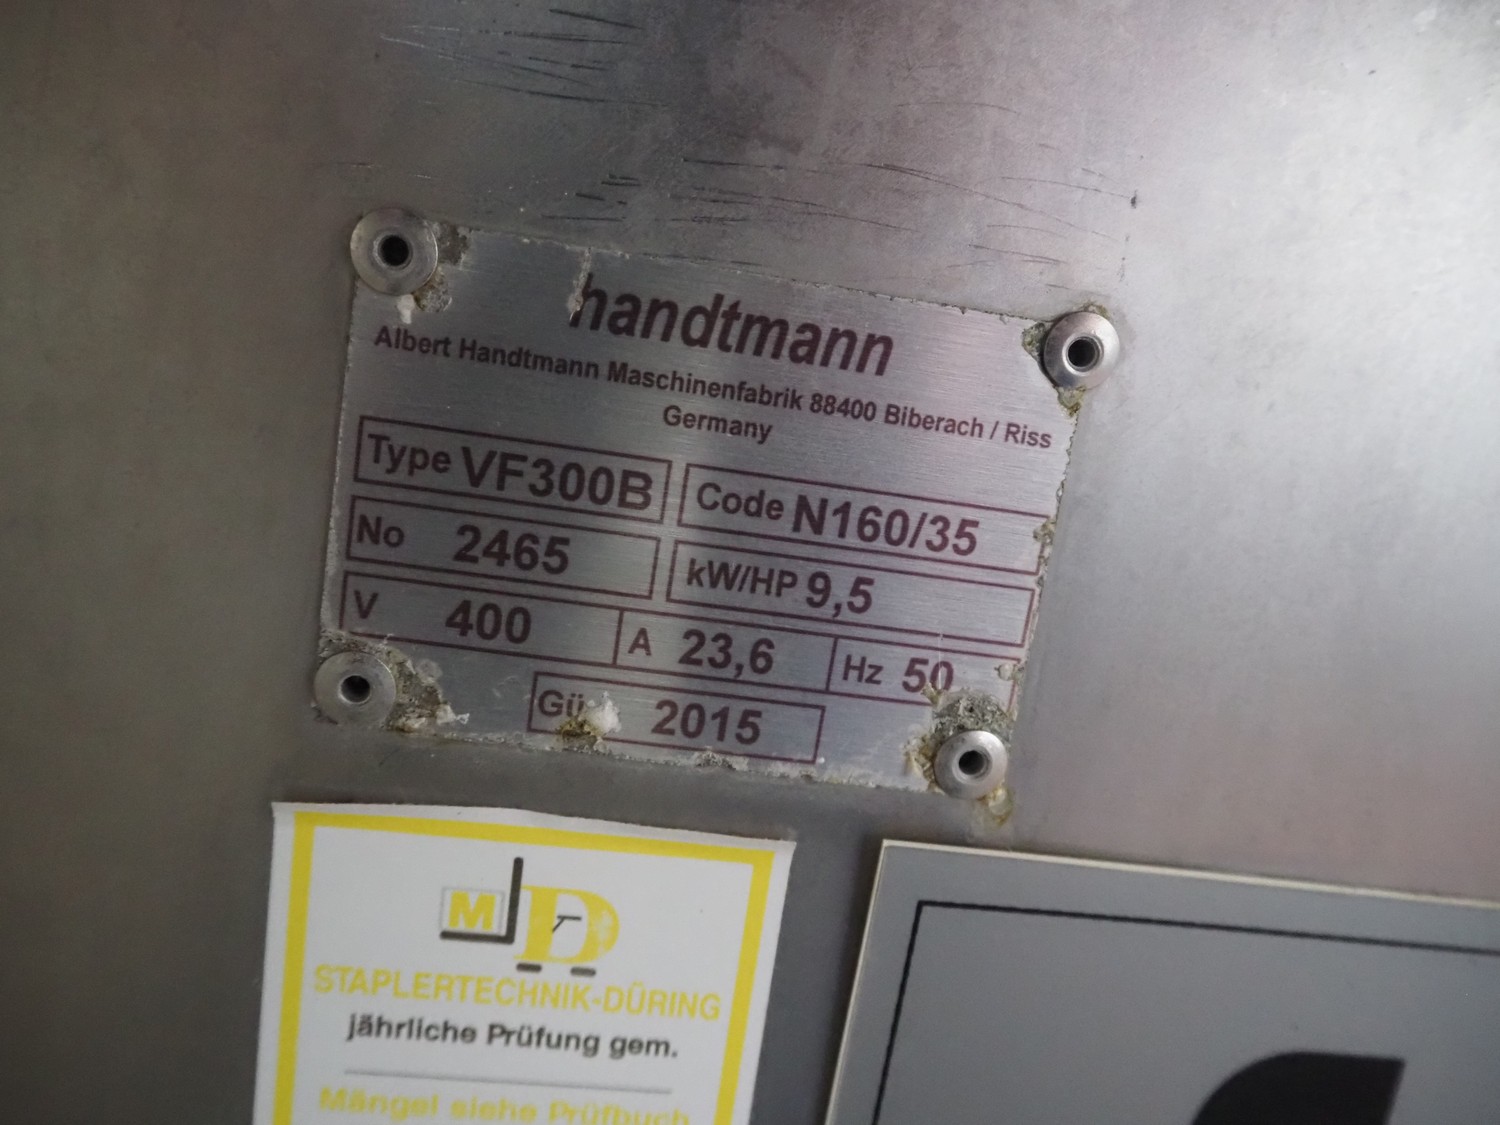 handtmann
Albert Handtmann Maschinenfabrik 88400 Biberach / Riss
Germany
Type VF300B Code N160/35
No 2465 kW/HP 9,5
V 400 A 23,6 Hz 50
2015
M D
STAPLERTECHNIK-DÜRING
jährliche Prüfung gem.
Mängel siehe Prüfbuch